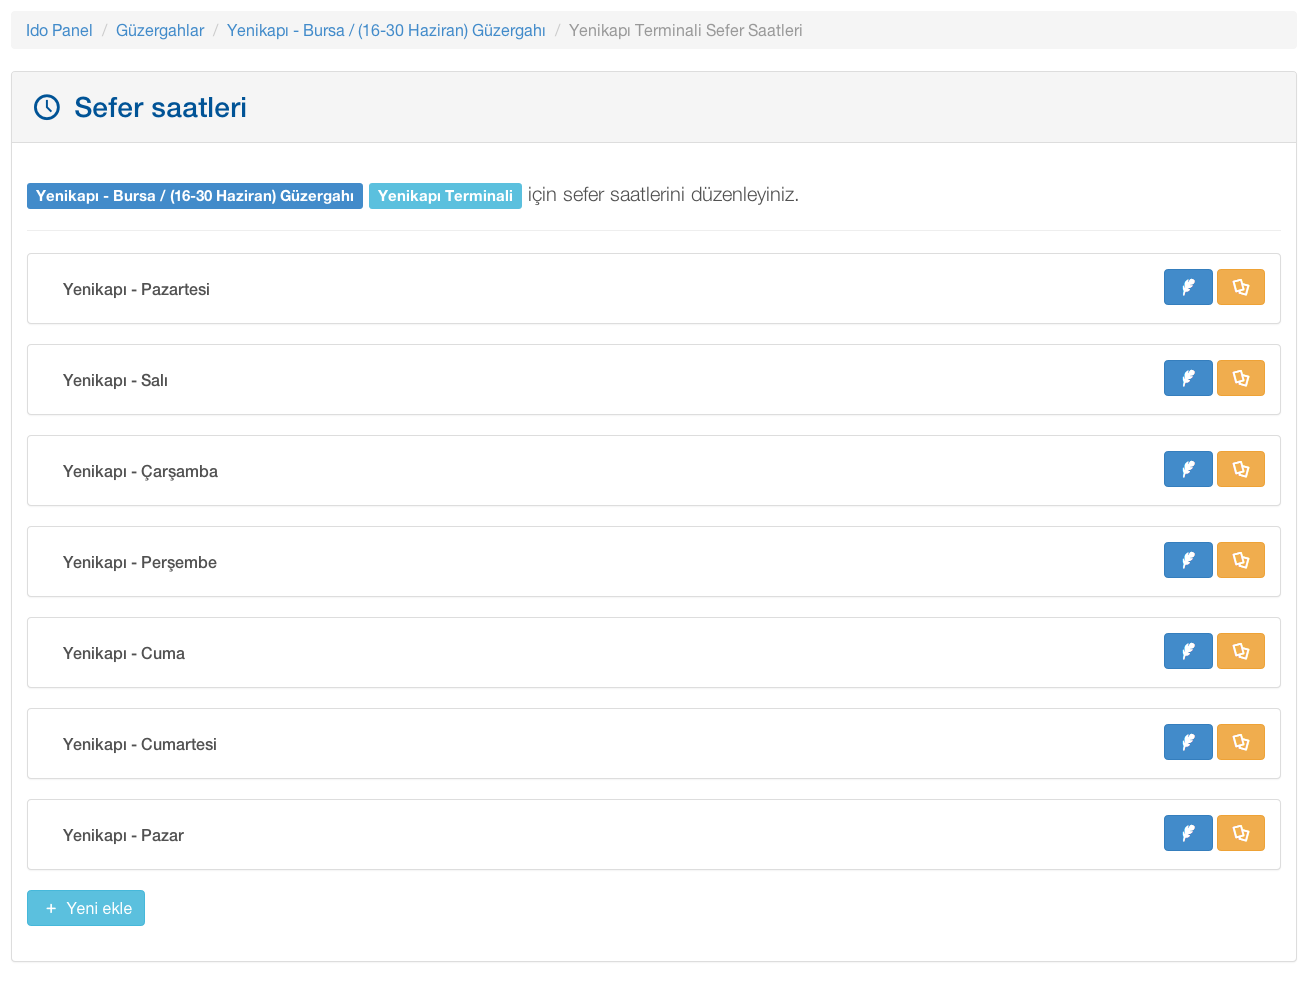 Ido Panel / Güzergahlar / Yenikapı - Bursa / (16-30 Haziran) Güzergahı / Yenikapı Terminali Sefer Saatleri
Sefer saatleri
Yenikapı - Bursa / (16-30 Haziran) Güzergahı Yenikapı Terminali için sefer saatlerini düzenleyiniz.
Yenikapı - Pazartesi
Yenikapı - Salı
Yenikapı - Çarşamba
Yenikapı - Perşembe
Yenikapı - Cuma
Yenikapı - Cumartesi
Yenikapı - Pazar
+ Yeni ekle